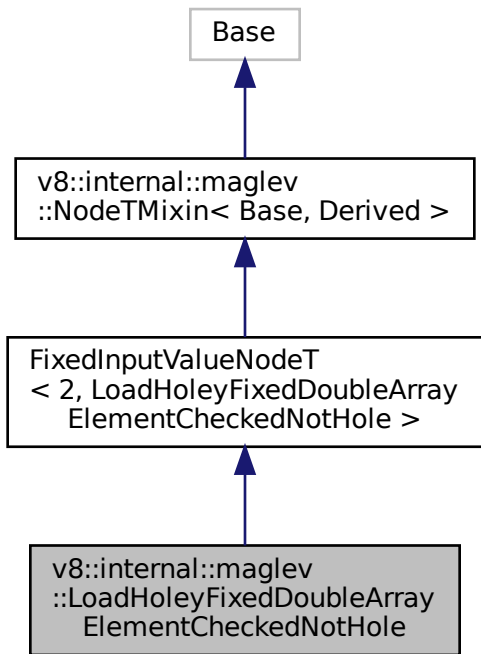 Base
v8::internal::maglev
::NodeTMixin< Base, Derived >
FixedInputValueNodeT
< 2, LoadHoleyFixedDoubleArray
ElementCheckedNotHole >
v8::internal::maglev
::LoadHoleyFixedDoubleArray
ElementCheckedNotHole